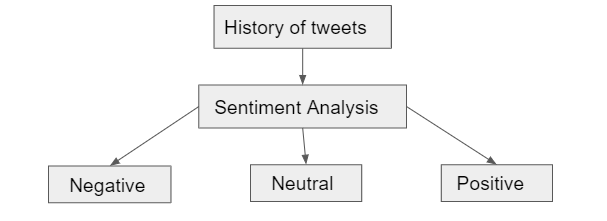 History of tweets
Sentiment Analysis
Negative
Neutral
Positive